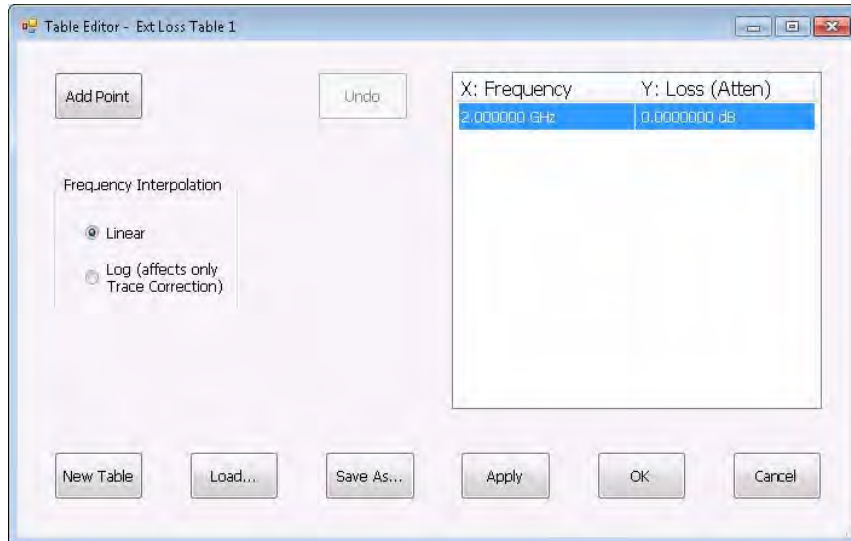 Table Editor - Ext Loss Table 1
Add Point
Undo
X: Frequency
Y: Loss (Atten)
2.000000 GHz
0.0000000 dB
Frequency Interpolation
Linear
Log (affects only
Trace Correction)
New Table
Load...
Save As...
Apply
OK
Cancel